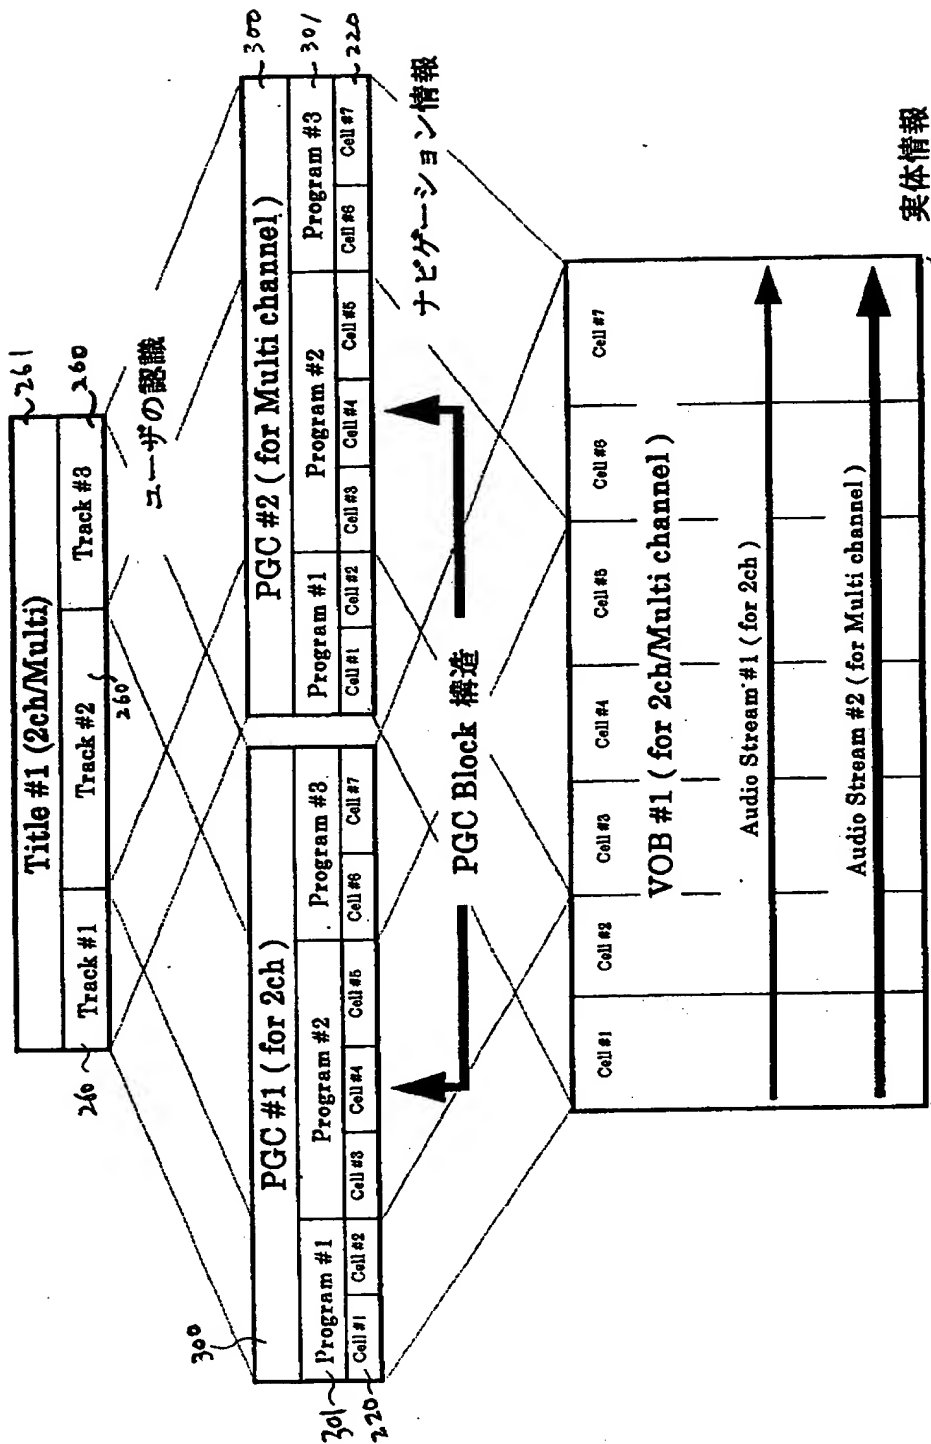 Title #1 (2ch/Multi)
261
Track #1
Track #2
Track #3
260
260
260
ユーザの認識
PGC #1 ( for 2ch )
300
Program #1
Program #2
Program #3
301
Cell #1
Cell #2
Cell #3
Cell #4
Cell #5
Cell #6
Cell #7
220
PGC #2 ( for Multi channel )
300
Program #1
Program #2
Program #3
301
Cell #1
Cell #2
Cell #3
Cell #4
Cell #5
Cell #6
Cell #7
220
ナビゲーション情報
PGC Block 構造
Cell #1
Cell #2
Cell #3
Cell #4
Cell #5
Cell #6
Cell #7
VOB #1 ( for 2ch/Multi channel )
Audio Stream #1 ( for 2ch )
Audio Stream #2 ( for Multi channel )
実体情報